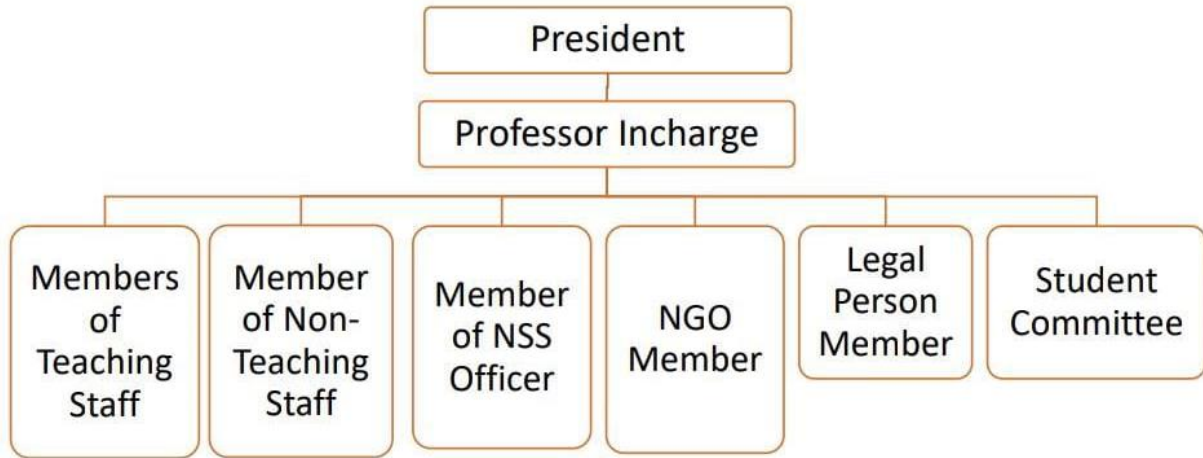 President
Professor Incharge
Members
of
Teaching
Staff
Member
of Non-
Teaching
Staff
Member
of NSS
Officer
NGO
Member
Legal
Person
Member
Student
Committee